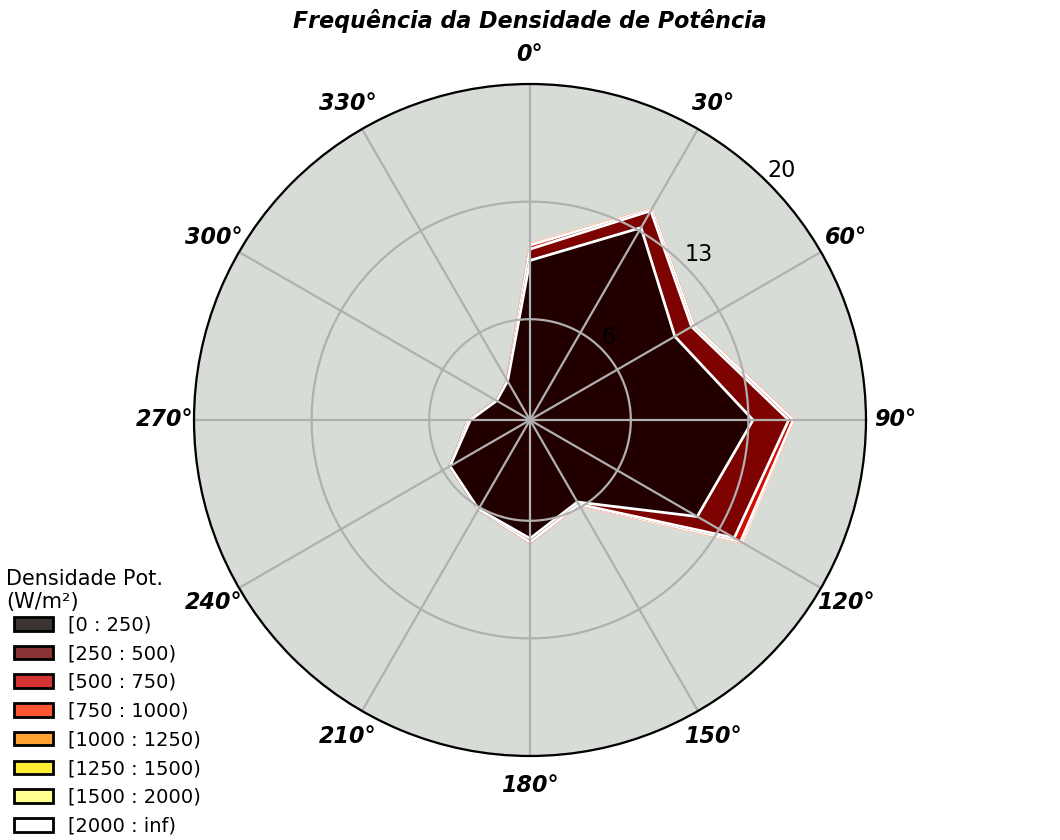 Frequência da Densidade de Potência
0°
330°
30°
20
300°
60°
13
6
270°
90°
Densidade Pot.
(W/m²)
240°
120°
[0 : 250)
[250 : 500)
[500 : 750)
[750 : 1000)
210°
150°
[1000 : 1250)
[1250 : 1500)
180°
[1500 : 2000)
[2000 : inf)